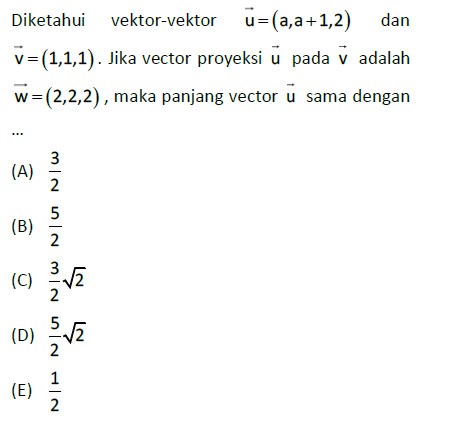 Diketahui vektor-vektor $\vec{u}=(a,a+1,2)$ dan
$\vec{v}=(1,1,1)$. Jika vector proyeksi $\vec{u}$ pada $\vec{v}$ adalah
$\vec{w}=(2,2,2)$, maka panjang vector $\vec{u}$ sama dengan
...
(A) $\frac{3}{2}$
(B) $\frac{5}{2}$
(C) $\frac{3}{2}\sqrt{2}$
(D) $\frac{5}{2}\sqrt{2}$
(E) $\frac{1}{2}$